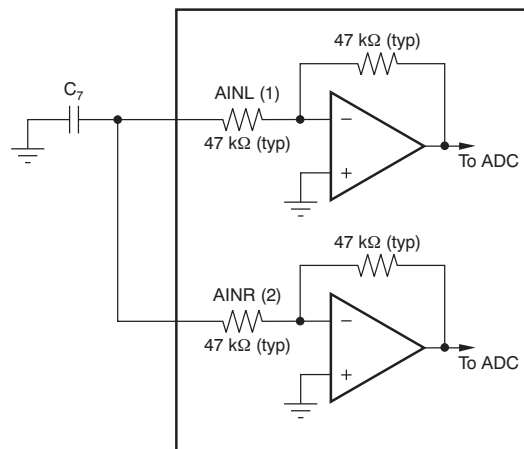 47 kΩ (typ)
C7
AINL (1)
47 kΩ (typ)
−
+
To ADC
47 kΩ (typ)
AINR (2)
47 kΩ (typ)
−
+
To ADC